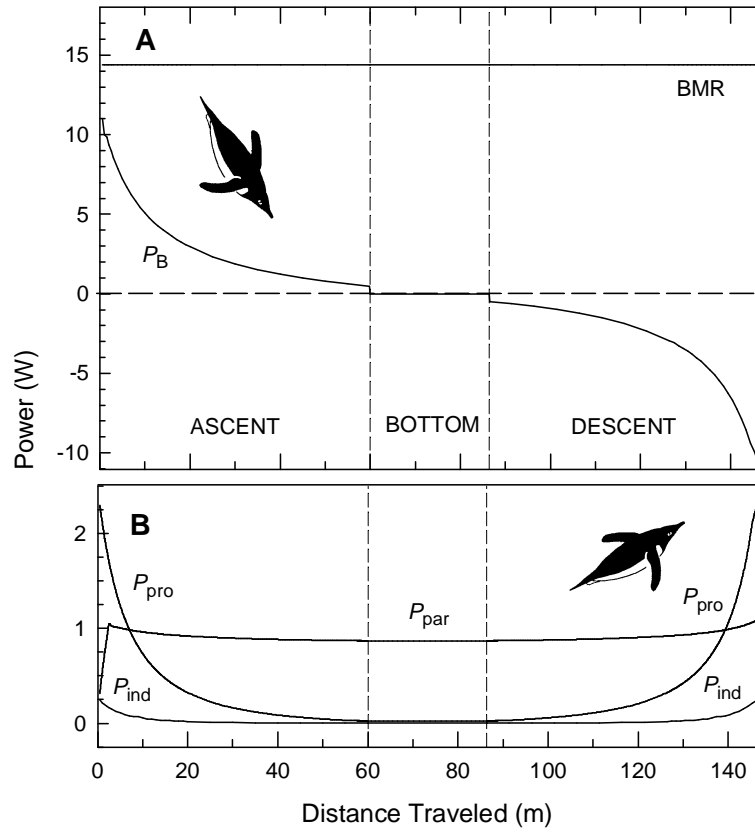 A
18
15
10
5
0
-5
-10
BMR
P_B
Power (W)
ASCENT BOTTOM DESCENT
B
2
1
0
P_pro P_par P_pro
P_ind P_ind
0 20 40 60 80 100 120 140
Distance Traveled (m)